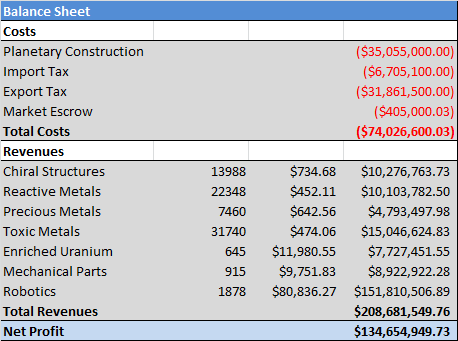 Balance Sheet
Costs
Planetary Construction ($35,055,000.00)
Import Tax ($6,705,100.00)
Export Tax ($31,861,500.00)
Market Escrow ($405,000.03)
Total Costs ($74,026,600.03)
Revenues
Chiral Structures 13988 $734.68 $10,276,763.73
Reactive Metals 22348 $452.11 $10,103,782.50
Precious Metals 7460 $642.56 $4,793,497.98
Toxic Metals 31740 $474.06 $15,046,624.83
Enriched Uranium 645 $11,980.55 $7,727,451.55
Mechanical Parts 915 $9,751.83 $8,922,922.28
Robotics 1878 $80,836.27 $151,810,506.89
Total Revenues $208,681,549.76
Net Profit $134,654,949.73